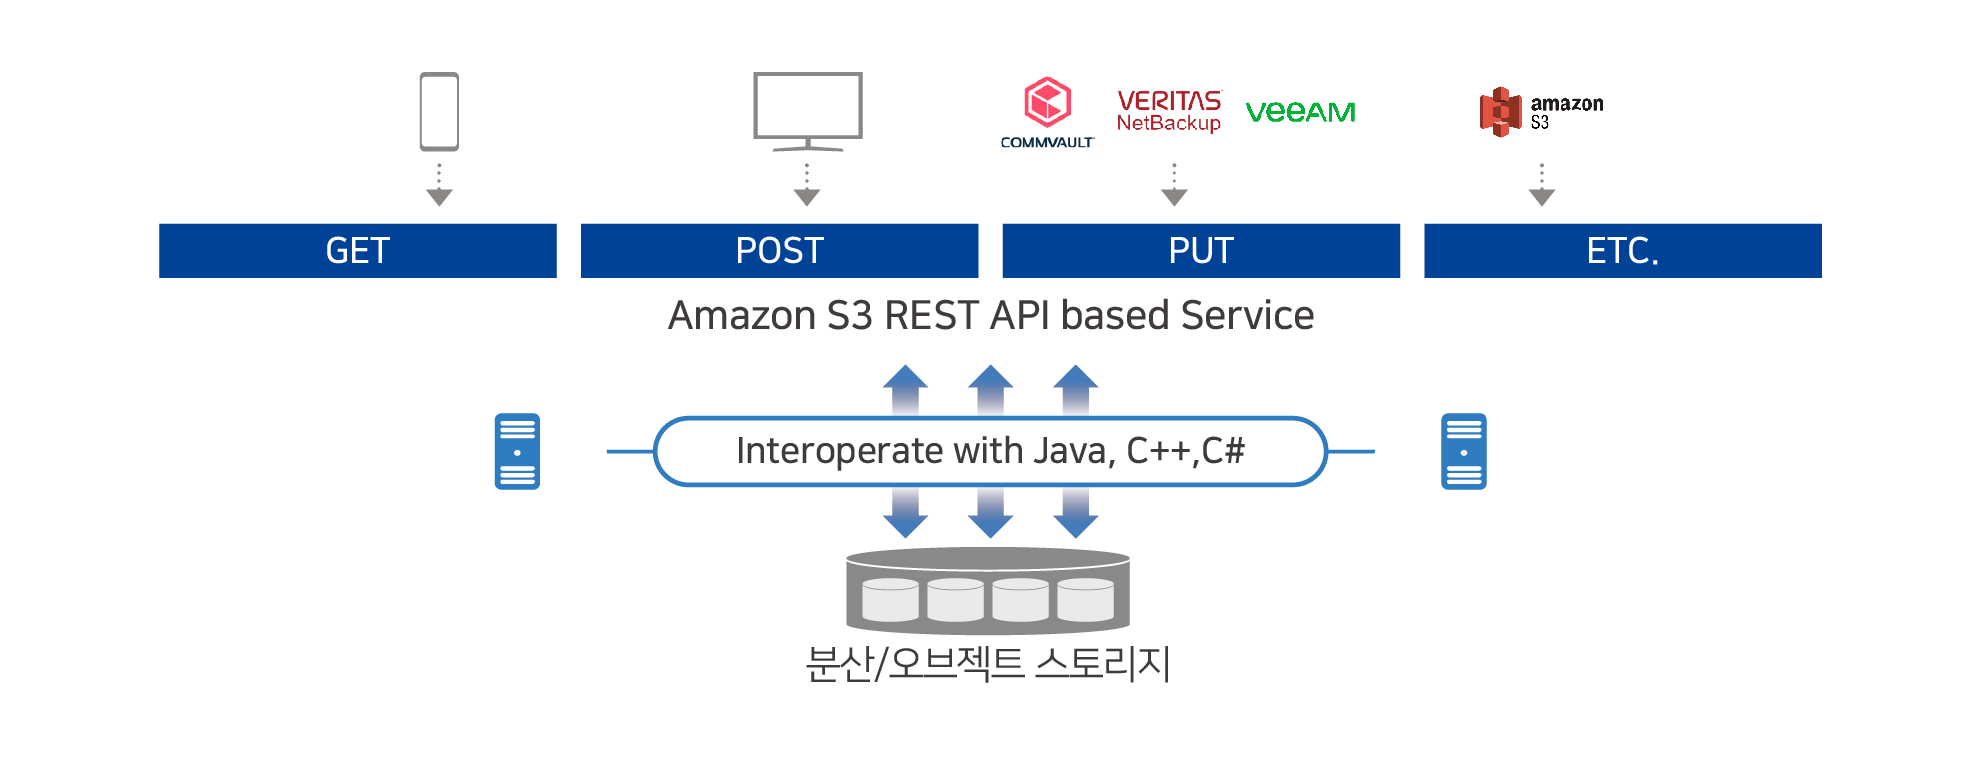 COMMVAULT
VERITAS
NetBackup
veeAM
amazon
S3
GET
POST
PUT
ETC.
Amazon S3 REST API based Service
Interoperate with Java, C++,C#
분산/오브젝트 스토리지